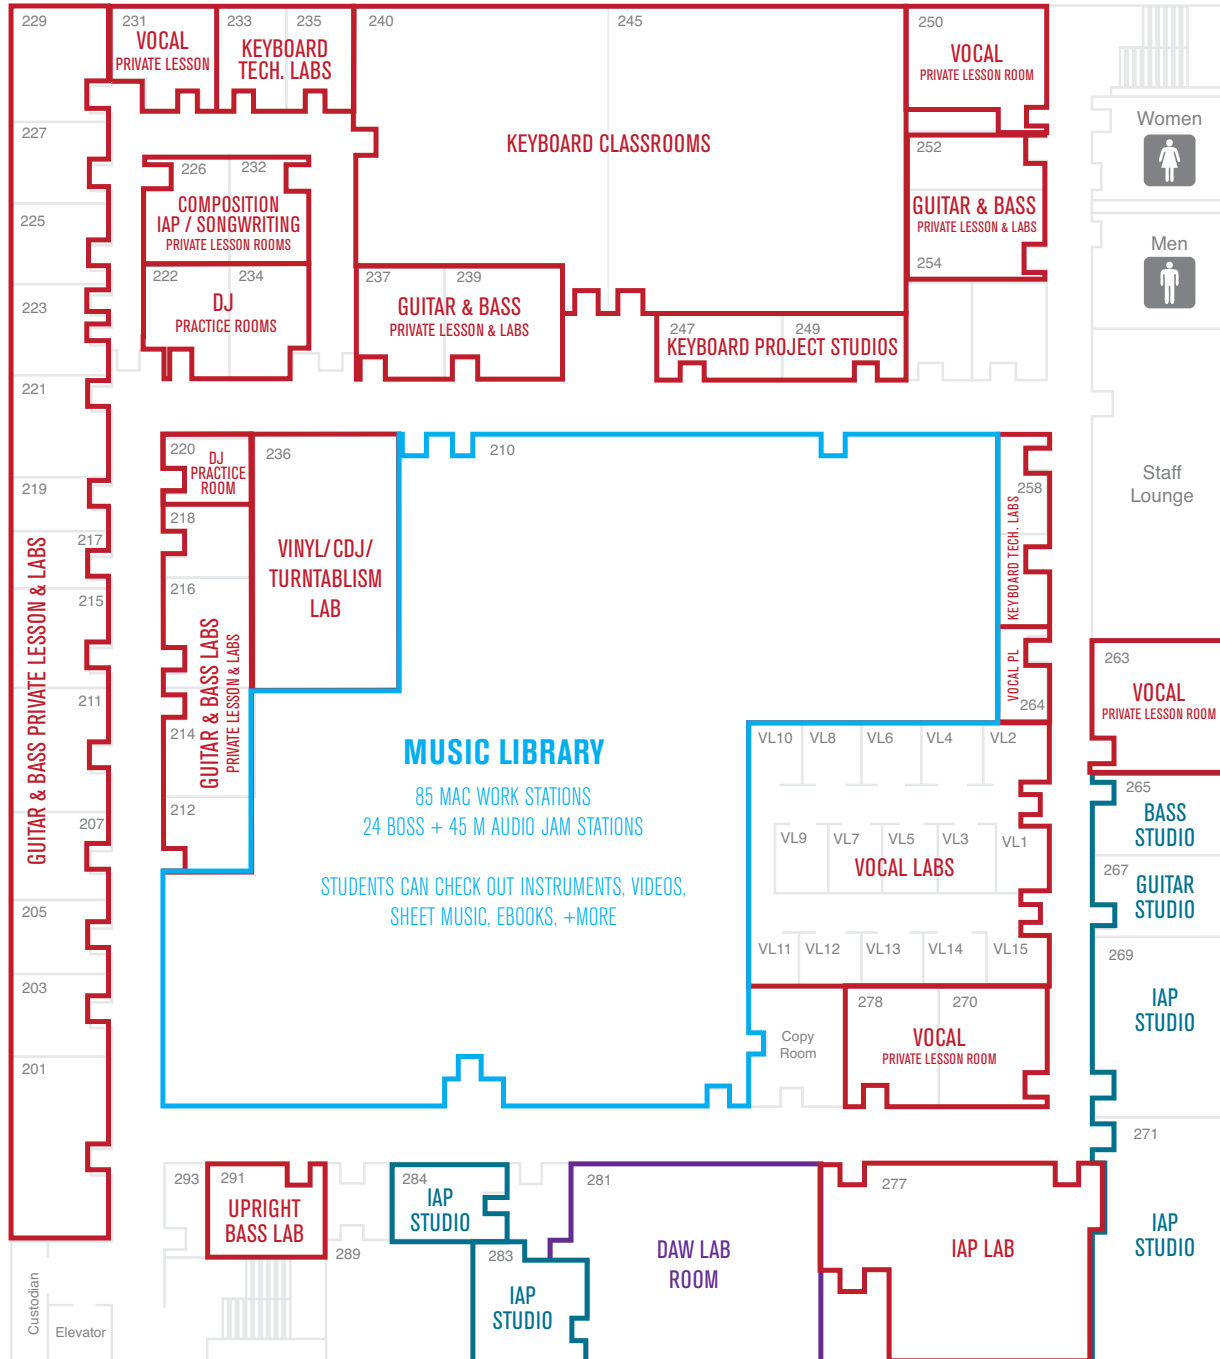 229
231
VOCAL
PRIVATE LESSON
233
235
KEYBOARD
TECH. LABS
240
245
KEYBOARD CLASSROOMS
250
VOCAL
PRIVATE LESSON ROOM
Women
227
226
232
COMPOSITION
IAP / SONGWRITING
PRIVATE LESSON ROOMS
252
GUITAR & BASS
PRIVATE LESSON & LABS
254
225
Men
222
234
DJ
PRACTICE ROOMS
237
239
GUITAR & BASS
PRIVATE LESSON & LABS
247
249
KEYBOARD PROJECT STUDIOS
223
221
220
DJ
PRACTICE
ROOM
236
VINYL/CDJ/
TURNTABLISM
LAB
210
258
KEYBOARD TECH. LABS
Staff
Lounge
219
217
218
215
216
GUITAR & BASS PRIVATE LESSON & LABS
GUITAR & BASS LABS
PRIVATE LESSON & LABS
211
214
212
207
VOCAL PL
264
263
VOCAL
PRIVATE LESSON ROOM
MUSIC LIBRARY
85 MAC WORK STATIONS
24 BOSS + 45 M AUDIO JAM STATIONS
STUDENTS CAN CHECK OUT INSTRUMENTS, VIDEOS,
SHEET MUSIC, EBOOKS, +MORE
VL10
VL8
VL6
VL4
VL2
VL9
VL7
VL5
VL3
VL1
VOCAL LABS
VL11
VL12
VL13
VL14
VL15
265
BASS
STUDIO
267
GUITAR
STUDIO
269
IAP
STUDIO
205
203
201
Copy
Room
278
270
VOCAL
PRIVATE LESSON ROOM
271
IAP
STUDIO
293
291
UPRIGHT
BASS LAB
289
284
IAP
STUDIO
283
IAP
STUDIO
281
DAW LAB
ROOM
277
IAP LAB
Custodian
Elevator